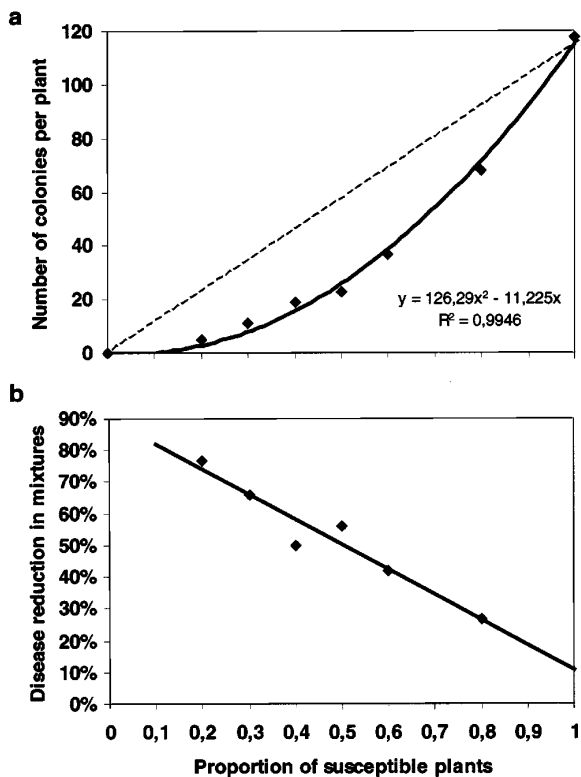 a
Number of colonies per plant
120
100
80
60
40
20
0
y = 126,29x² - 11,225x
R² = 0,9946
b
Disease reduction in mixtures
90%
80%
70%
60%
50%
40%
30%
20%
10%
0%
0 0,1 0,2 0,3 0,4 0,5 0,6 0,7 0,8 0,9 1
Proportion of susceptible plants